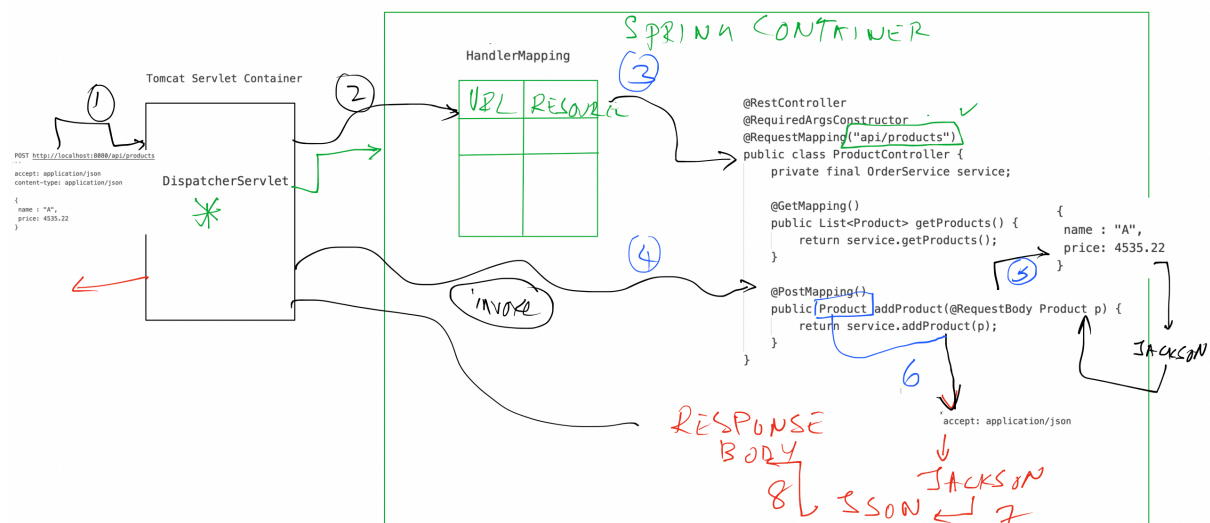 SPRING CONTAINER
HandlerMapping
Tomcat Servlet Container
1
2
3
URL RESOURCE
POST http://localhost:8080/api/products
accept: application/json
content-type: application/json
{
name : "A",
price: 4535.22
}
DispatcherServlet
@RestController
@RequiredArgsConstructor
@RequestMapping("api/products")
public class ProductController {
private final OrderService service;
@GetMapping()
public List<Product> getProducts() {
return service.getProducts();
}
@PostMapping()
public Product addProduct(@RequestBody Product p) {
return service.addProduct(p);
}
}
4
invoke
5
{
name : "A",
price: 4535.22
}
JACKSON
6
accept: application/json
RESPONSE
BODY
JACKSON
8 JSON 7